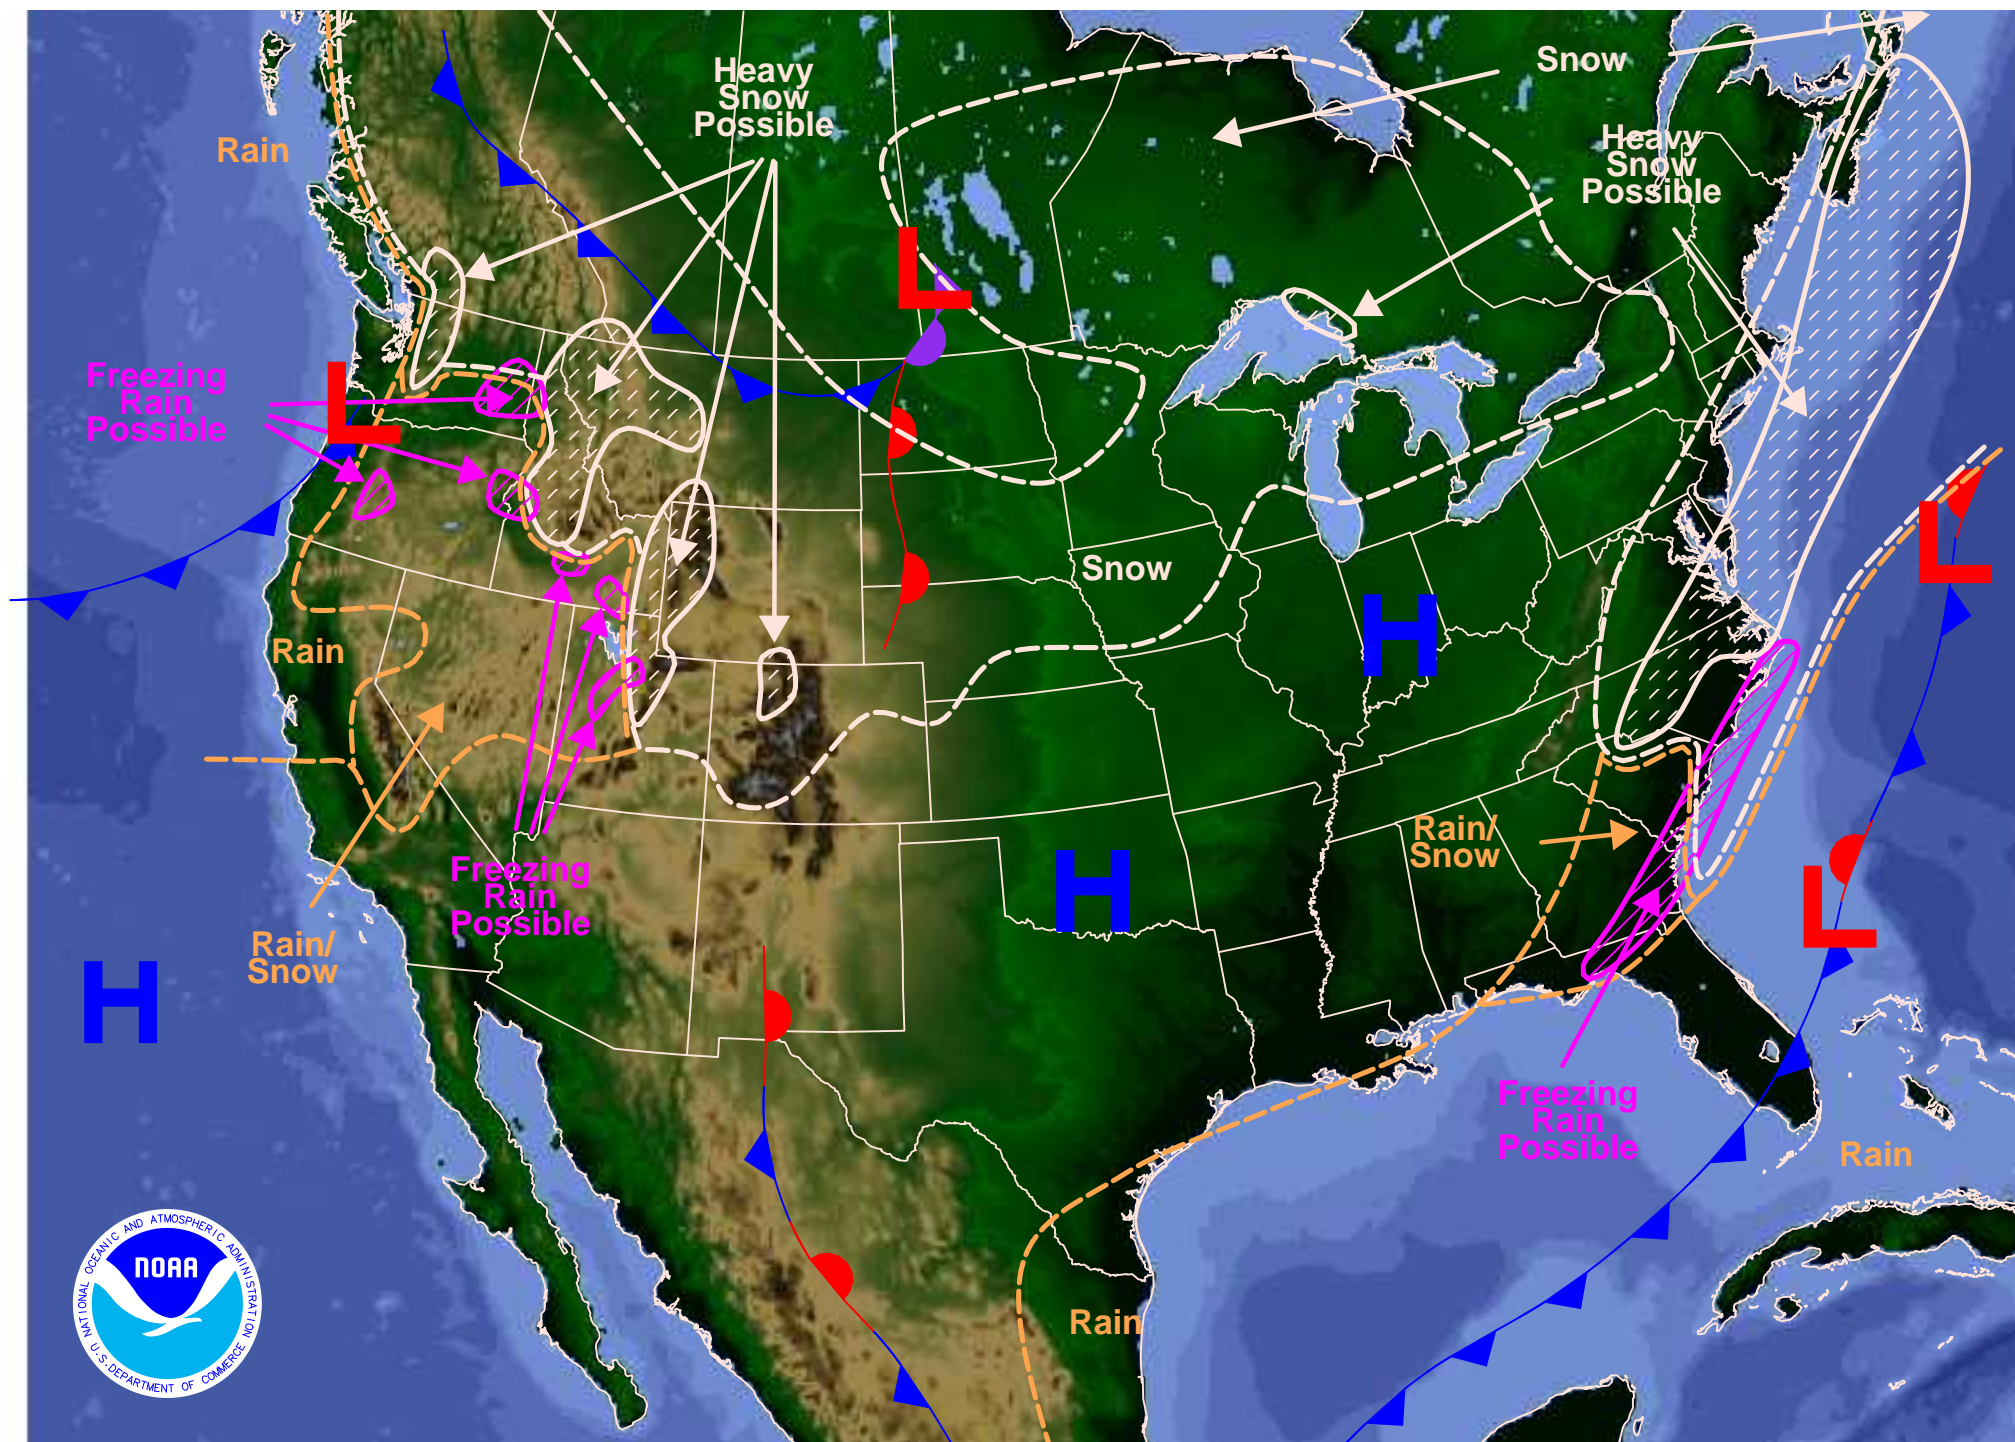 Heavy
Snow
Possible
Snow
Rain
Heavy
Snow
Possible
L
Freezing
Rain
Possible
L
L
Snow
H
Rain
Rain/
Snow
H
Freezing
Rain
Possible
L
Rain/
Snow
H
Freezing
Rain
Possible
Rain
Rain
NATIONAL OCEANIC AND ATMOSPHERIC ADMINISTRATION
NOAA
U.S. DEPARTMENT OF COMMERCE